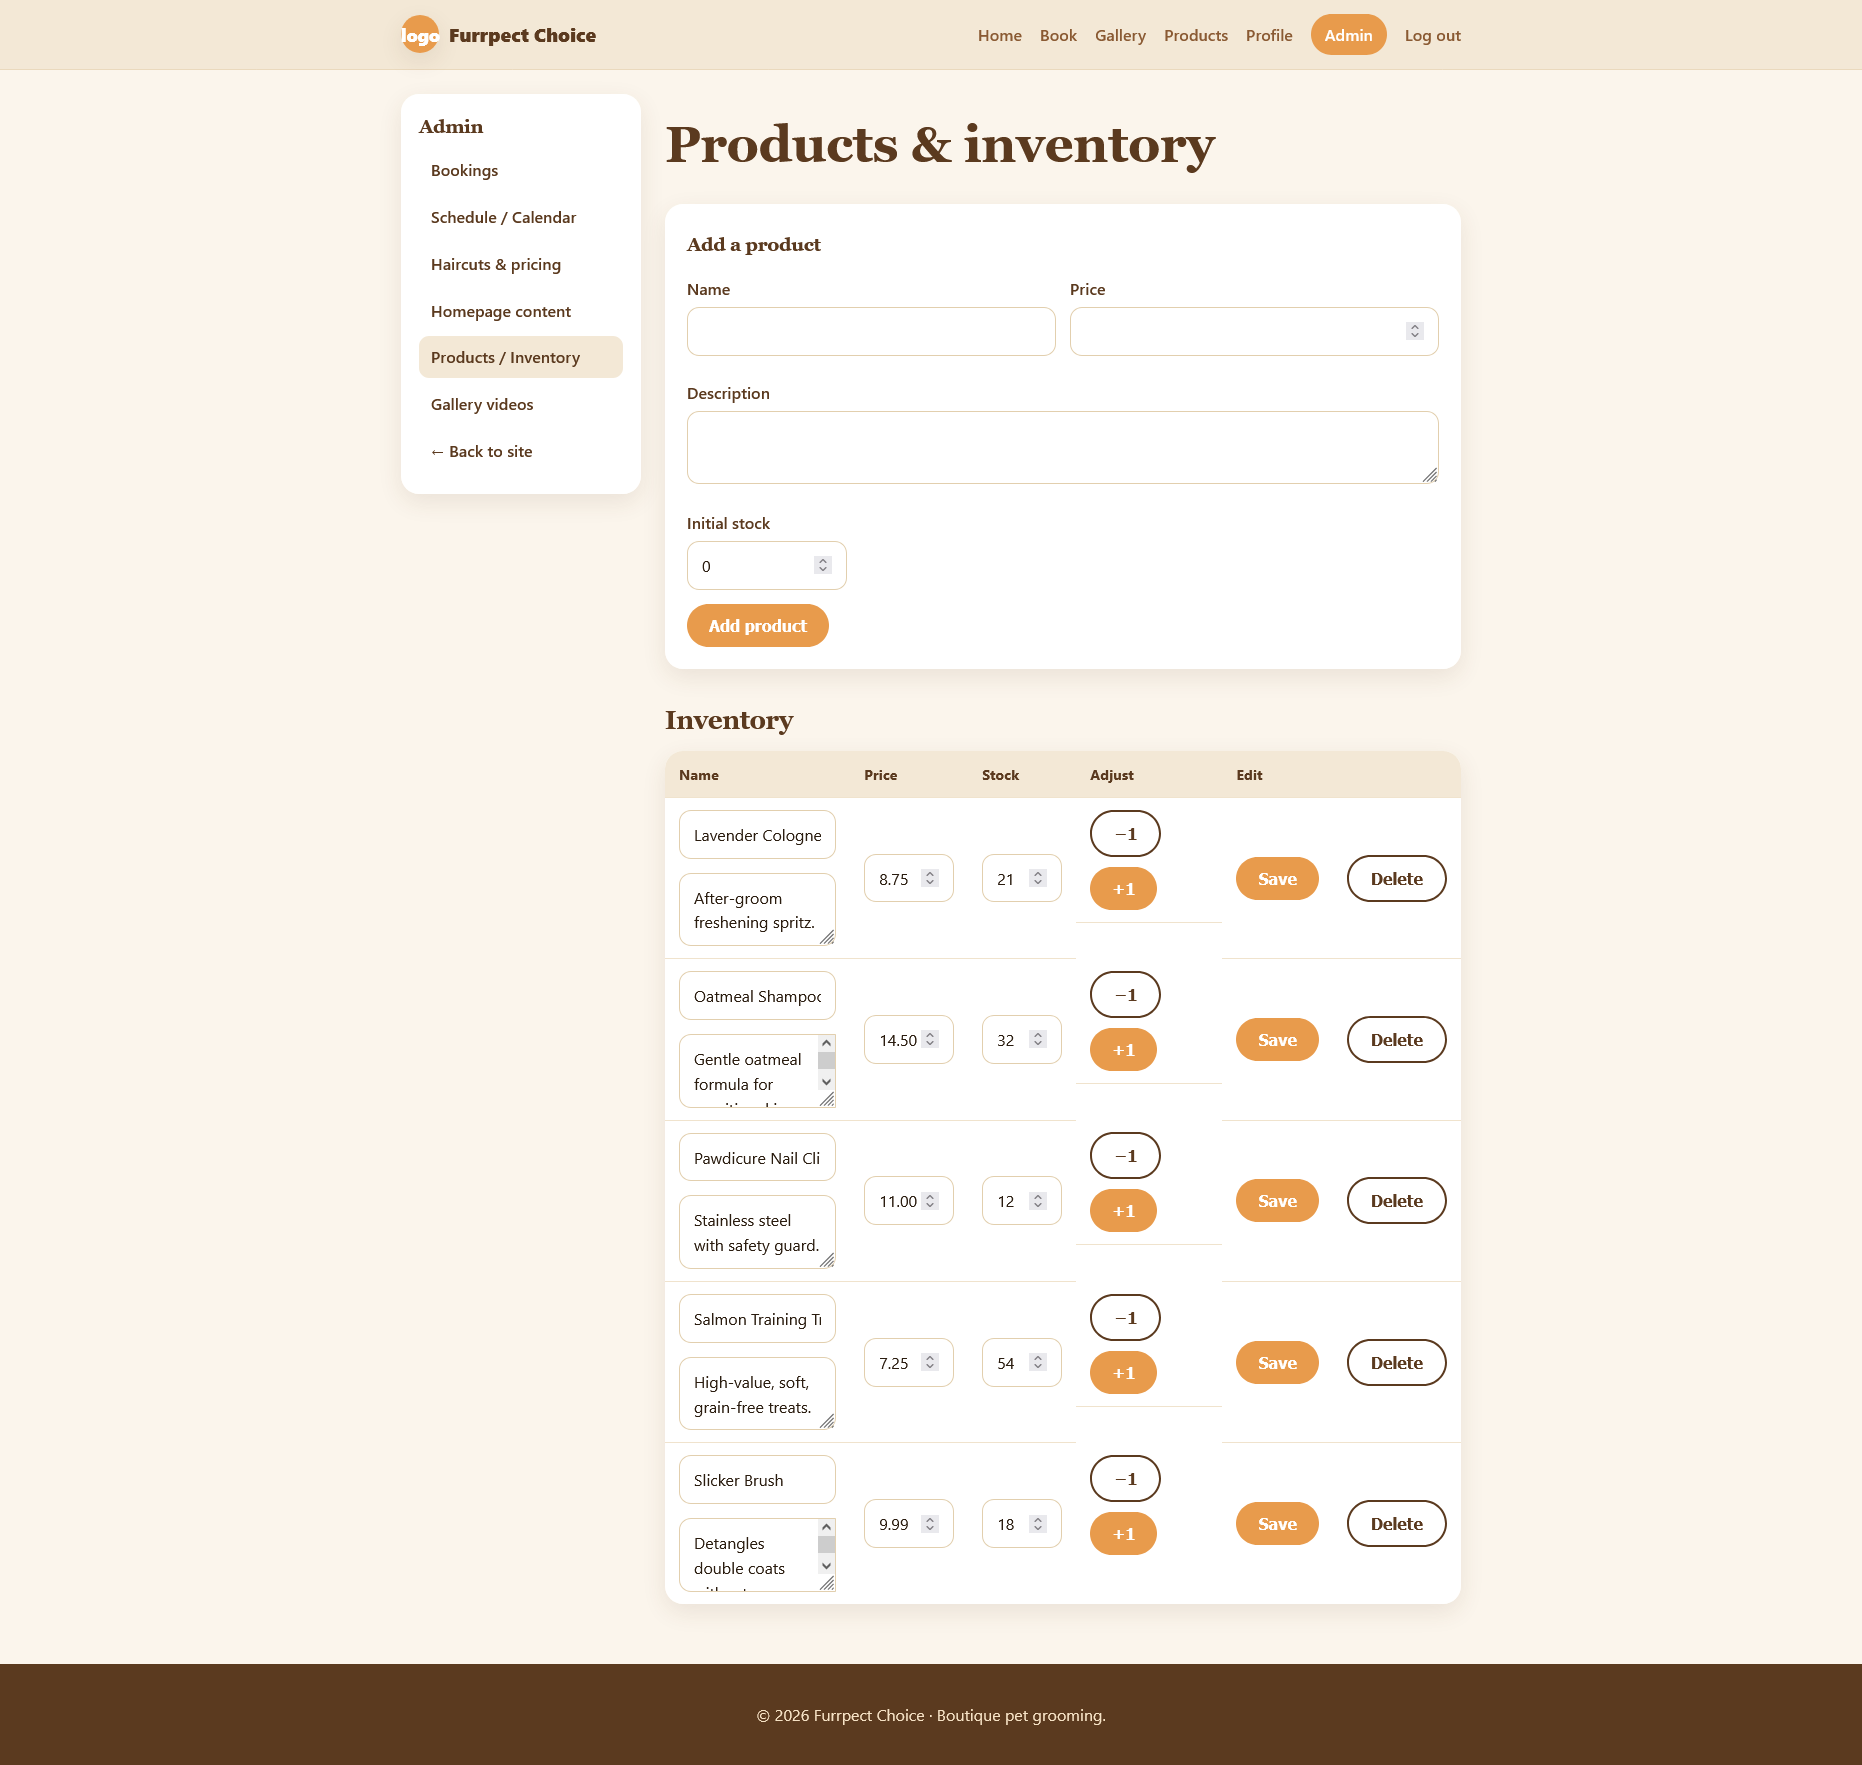 logo Furrpect Choice
Home Book Gallery Products Profile Admin Log out
Admin
Bookings
Schedule / Calendar
Haircuts & pricing
Homepage content
Products / Inventory
Gallery videos
← Back to site
Products & inventory
Add a product
Name Price
Description
Initial stock
0
Add product
Inventory
Name Price Stock Adjust Edit
Lavender Cologne
After-groom
freshening spritz.
8.75 21 −1 +1 Save Delete
Oatmeal Shampoo
Gentle oatmeal
formula for
14.50 32 −1 +1 Save Delete
Pawdicure Nail Cli
Stainless steel
with safety guard.
11.00 12 −1 +1 Save Delete
Salmon Training Tr
High-value, soft,
grain-free treats.
7.25 54 −1 +1 Save Delete
Slicker Brush
Detangles
double coats
9.99 18 −1 +1 Save Delete
© 2026 Furrpect Choice · Boutique pet grooming.